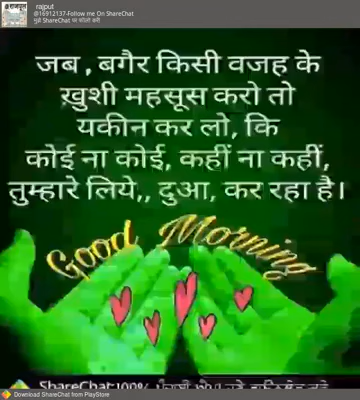 rajput
@16912137-Follow me On ShareChat
मुझे ShareChat पर फॉलो करें
जब , बगैर किसी वजह के
ख़ुशी महसूस करो तो
यकीन कर लो, कि
कोई ना कोई, कहीं ना कहीं,
तुम्हारे लिये,, दुआ, कर रहा है।
Good Morning
ShareChat 100%
Download ShareChat from PlayStore